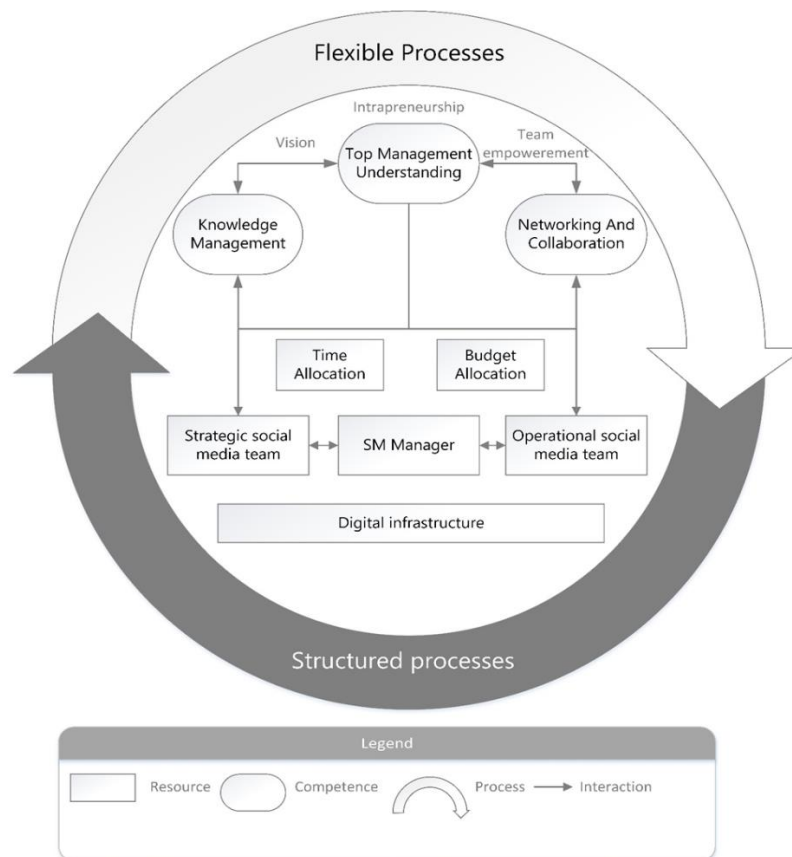 Flexible Processes
Intrapreneurship
Vision
Team
empowerement
Top Management
Understanding
Knowledge
Management
Networking And
Collaboration
Time
Allocation
Budget
Allocation
Strategic social
media team
SM Manager
Operational social
media team
Digital infrastructure
Structured processes
Legend
Resource
Competence
Process
Interaction